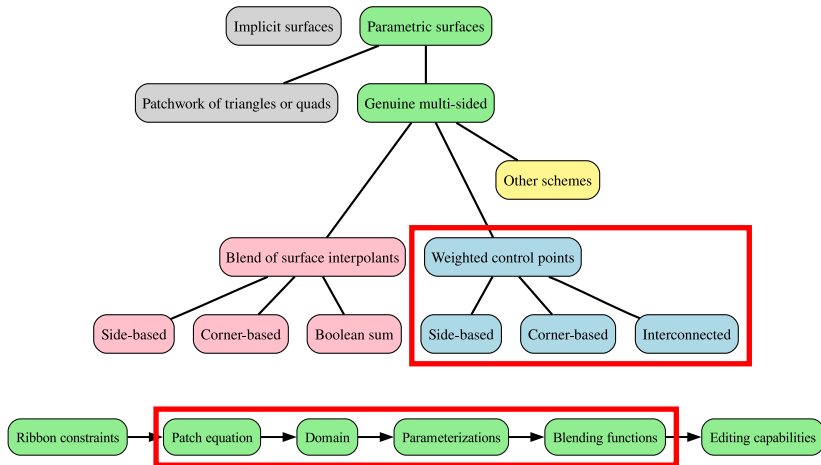 Implicit surfaces
Parametric surfaces
Patchwork of triangles or quads
Genuine multi-sided
Other schemes
Blend of surface interpolants
Weighted control points
Side-based
Corner-based
Boolean sum
Side-based
Corner-based
Interconnected
Ribbon constraints
Patch equation
Domain
Parameterizations
Blending functions
Editing capabilities